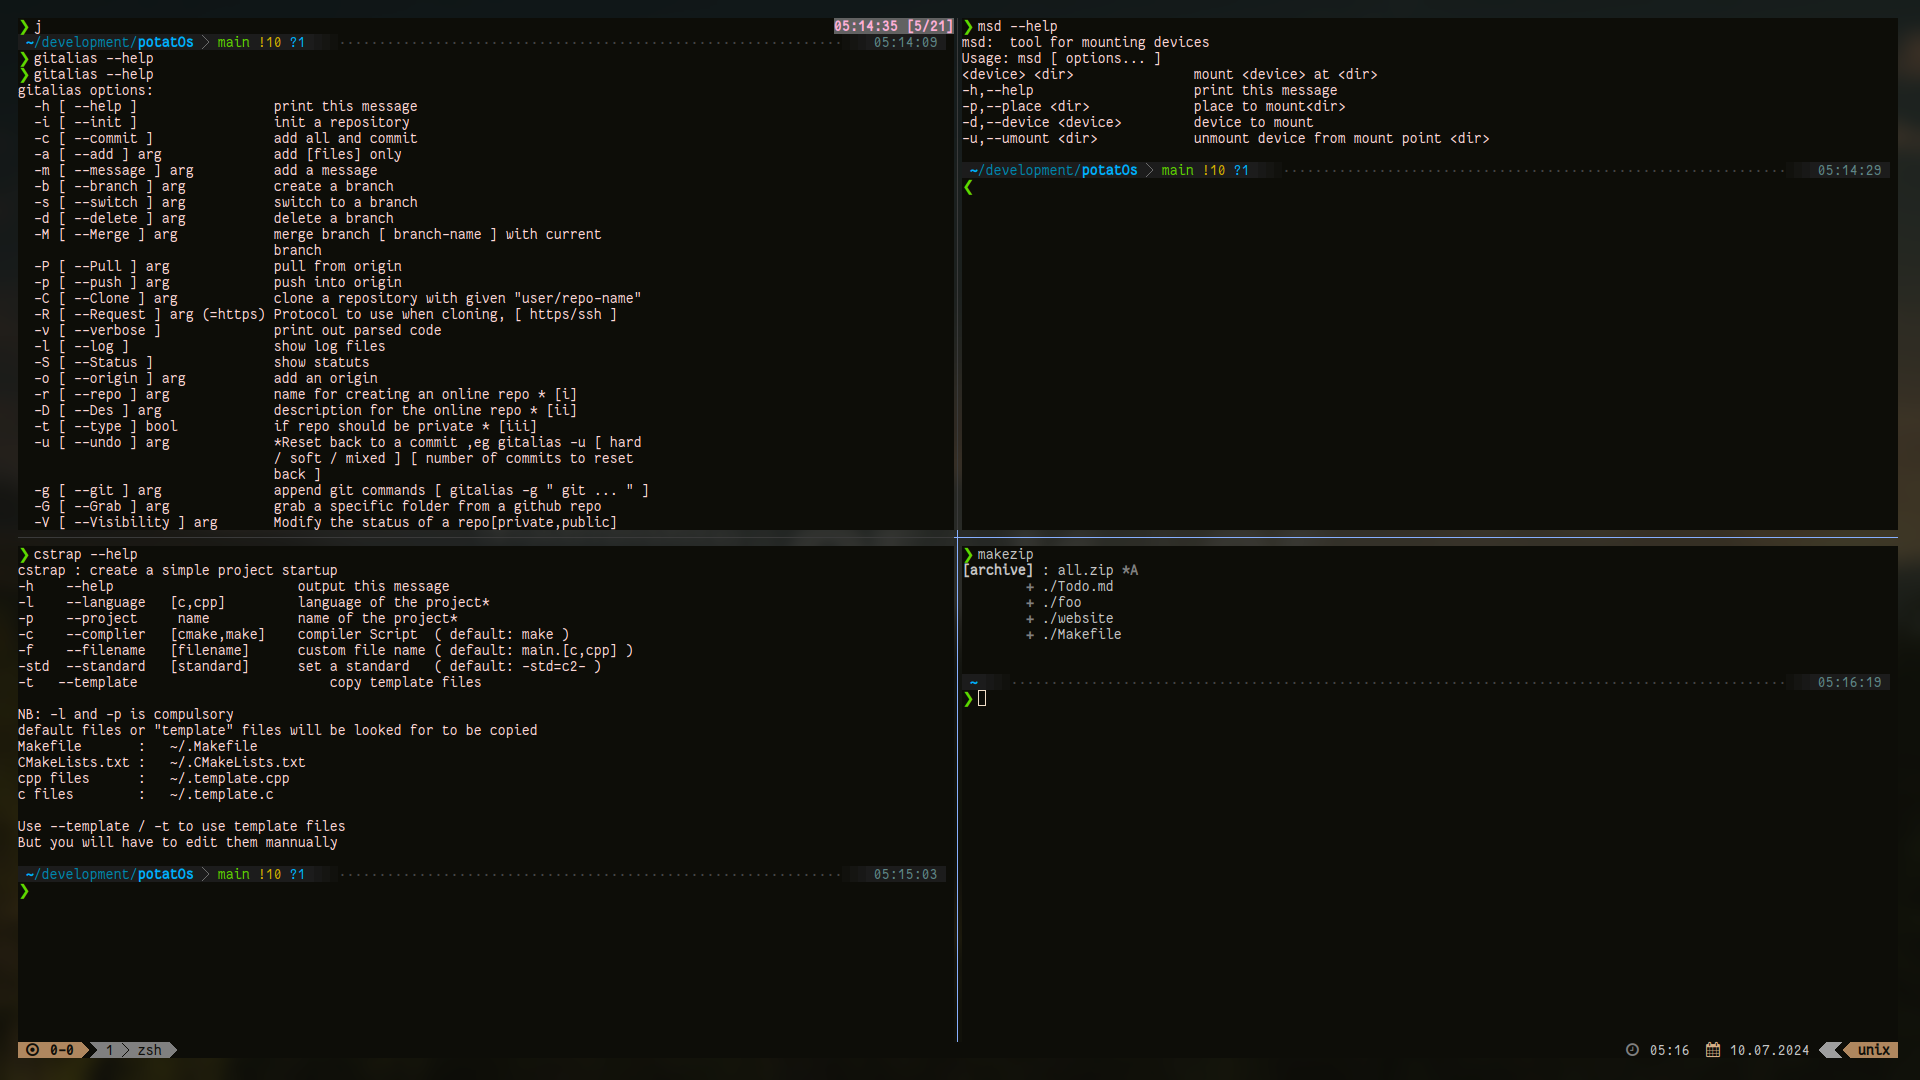 ❯ j 05:14:35 [5/21]
~/development/potatOs > main !10 ?1 05:14:09
❯ gitalias --help
❯ gitalias --help
gitalias options:
-h [ --help ] print this message
-i [ --init ] init a repository
-c [ --commit ] add all and commit
-a [ --add ] arg add [files] only
-m [ --message ] arg add a message
-b [ --branch ] arg create a branch
-s [ --switch ] arg switch to a branch
-d [ --delete ] arg delete a branch
-M [ --Merge ] arg merge branch [ branch-name ] with current
branch
-P [ --Pull ] arg pull from origin
-p [ --push ] arg push into origin
-C [ --Clone ] arg clone a repository with given "user/repo-name"
-R [ --Request ] arg (=https) Protocol to use when cloning, [ https/ssh ]
-v [ --verbose ] print out parsed code
-l [ --log ] show log files
-S [ --Status ] show statuts
-o [ --origin ] arg add an origin
-r [ --repo ] arg name for creating an online repo * [i]
-D [ --Des ] arg description for the online repo * [ii]
-t [ --type ] bool if repo should be private * [iii]
-u [ --undo ] arg *Reset back to a commit ,eg gitalias -u [ hard
/ soft / mixed ] [ number of commits to reset
back ]
-g [ --git ] arg append git commands [ gitalias -g " git ... " ]
-G [ --Grab ] arg grab a specific folder from a github repo
-V [ --Visibility ] arg Modify the status of a repo[private,public]
❯ msd --help
msd: tool for mounting devices
Usage: msd [ options... ]
<device> <dir> mount <device> at <dir>
-h,--help print this message
-p,--place <dir> place to mount<dir>
-d,--device <device> device to mount
-u,--umount <dir> unmount device from mount point <dir>
~/development/potatOs > main !10 ?1 05:14:29
❮
❯ cstrap --help
cstrap : create a simple project startup
-h --help output this message
-l --language [c,cpp] language of the project*
-p --project name name of the project*
-c --complier [cmake,make] compiler Script ( default: make )
-f --filename [filename] custom file name ( default: main.[c,cpp] )
-std --standard [standard] set a standard ( default: -std=c2- )
-t --template copy template files
NB: -l and -p is compulsory
default files or "template" files will be looked for to be copied
Makefile : ~/.Makefile
CMakeLists.txt : ~/.CMakeLists.txt
cpp files : ~/.template.cpp
c files : ~/.template.c
Use --template / -t to use template files
But you will have to edit them mannually
~/development/potatOs > main !10 ?1 05:15:03
❯
❯ makezip
[archive] : all.zip *A
+ ./Todo.md
+ ./foo
+ ./website
+ ./Makefile
~ 05:16:19
❯
0-0 1 zsh 05:16 10.07.2024 unix